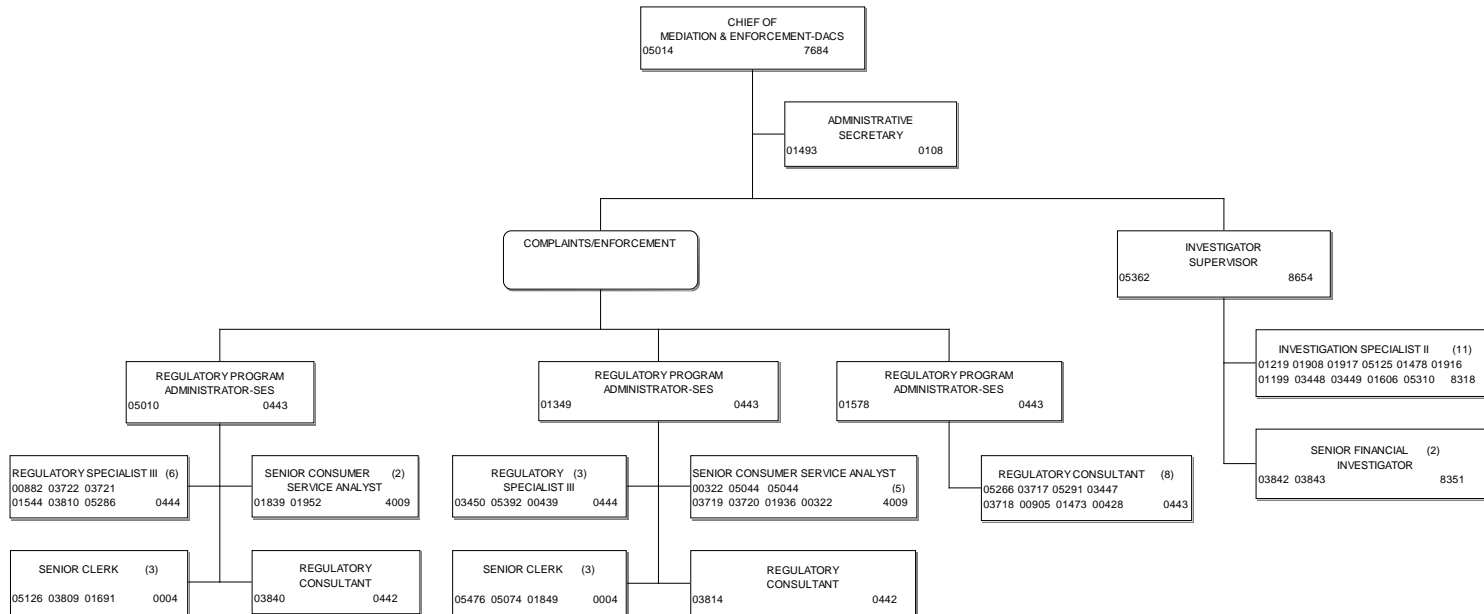 CHIEF OF
MEDIATION & ENFORCEMENT-DACS
05014 7684
ADMINISTRATIVE
SECRETARY
01493 0108
COMPLAINTS/ENFORCEMENT
INVESTIGATOR
SUPERVISOR
05362 8654
REGULATORY PROGRAM
ADMINISTRATOR-SES
05010 0443
REGULATORY PROGRAM
ADMINISTRATOR-SES
01349 0443
REGULATORY PROGRAM
ADMINISTRATOR-SES
01578 0443
INVESTIGATION SPECIALIST II (11)
01219 01908 01917 05125 01478 01916
01199 03448 03449 01606 05310 8318
SENIOR FINANCIAL (2)
INVESTIGATOR
03842 03843 8351
REGULATORY SPECIALIST III (6)
00882 03722 03721
01544 03810 05286 0444
SENIOR CONSUMER (2)
SERVICE ANALYST
01839 01952 4009
REGULATORY (3)
SPECIALIST III
03450 05392 00439 0444
SENIOR CONSUMER SERVICE ANALYST
00322 05044 05044 (5)
03719 03720 01936 00322 4009
REGULATORY CONSULTANT (8)
05266 03717 05291 03447
03718 00905 01473 00428 0443
SENIOR CLERK (3)
05126 03809 01691 0004
REGULATORY
CONSULTANT
03840 0442
SENIOR CLERK (3)
05476 05074 01849 0004
REGULATORY
CONSULTANT
03814 0442